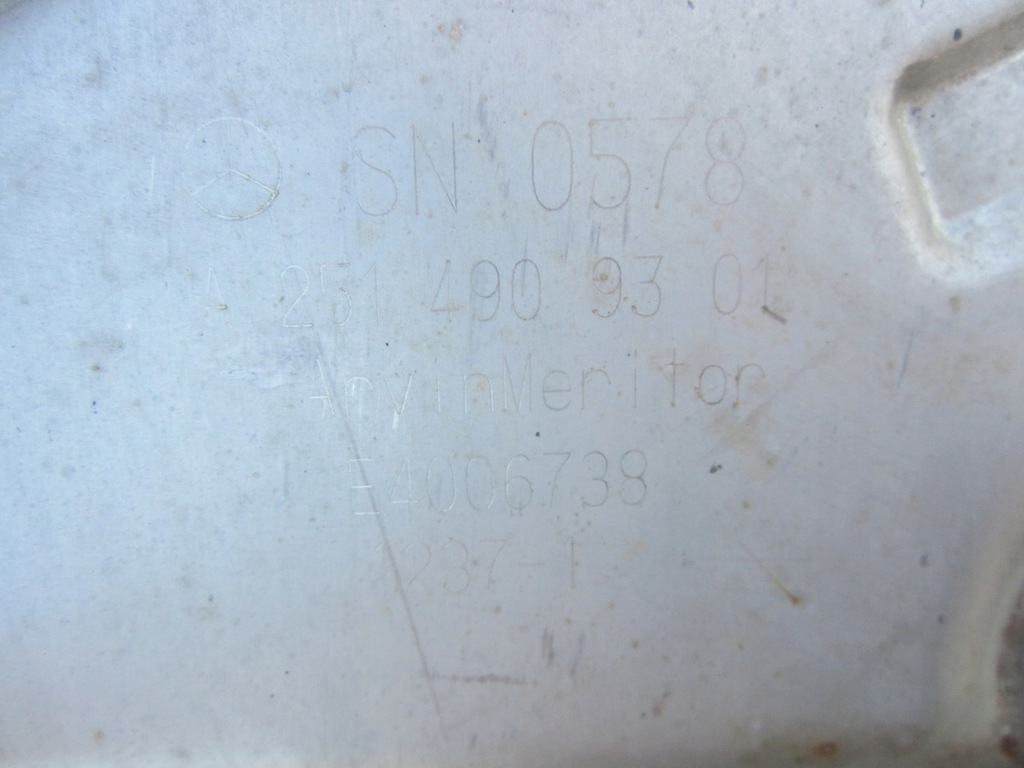 SN 0578
A 251 490 93 01
ArvinMeritor
E4006738
1237-1